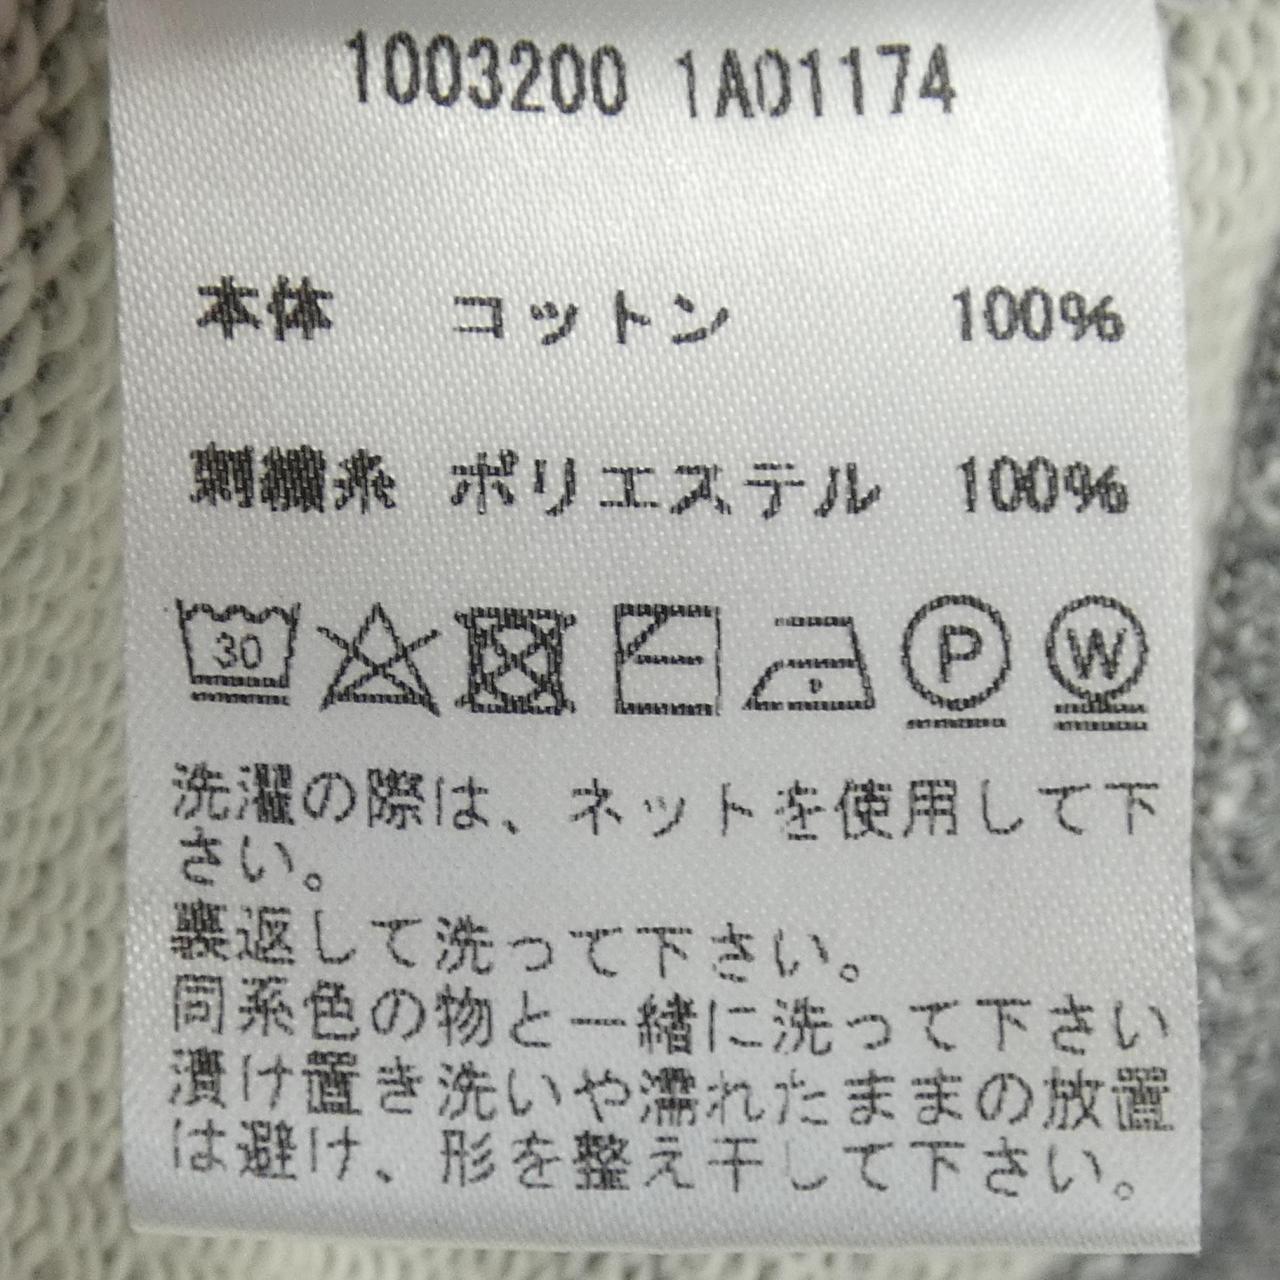 1003200 1A01174
本体 コットン 100%
刺繍糸 ポリエステル 100%
30 P W
洗濯の際は、ネットを使用して下
さい。
裏返して洗って下さい。
同系色の物と一緒に洗って下さい
漬け置き洗いや濡れたままの放置
は避け、形を整え干して下さい。